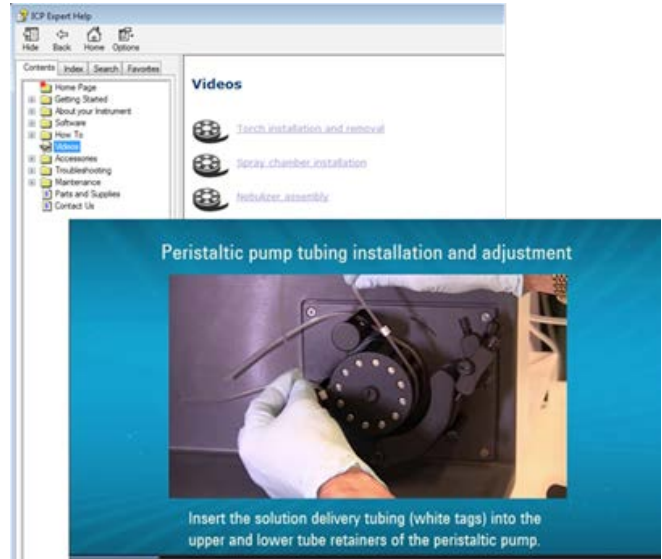 ICP Expert Help
Hide Back Home Options
Contents Index Search Favorites
Home Page
Getting Started
About your Instrument
Software
How To
Videos
Accessories
Troubleshooting
Maintenance
Parts and Supplies
Contact Us
Videos
Torch installation and removal
Spray chamber installation
Nebulizer assembly
Peristaltic pump tubing installation and adjustment
Insert the solution delivery tubing (white tags) into the
upper and lower tube retainers of the peristaltic pump.